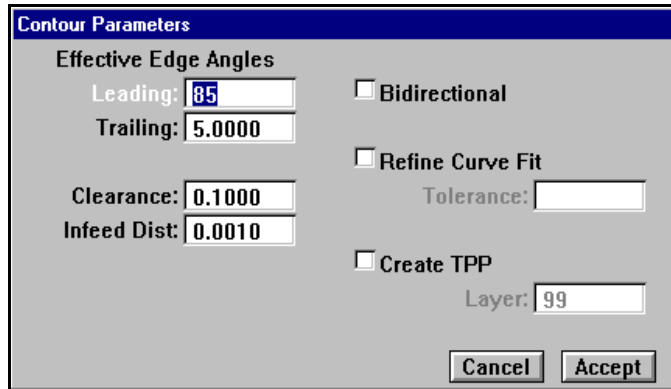 Contour Parameters
Effective Edge Angles
Leading: 85
Trailing: 5.0000
Clearance: 0.1000
Infeed Dist: 0.0010
Bidirectional
Refine Curve Fit
Tolerance:
Create TPP
Layer: 99
Cancel Accept